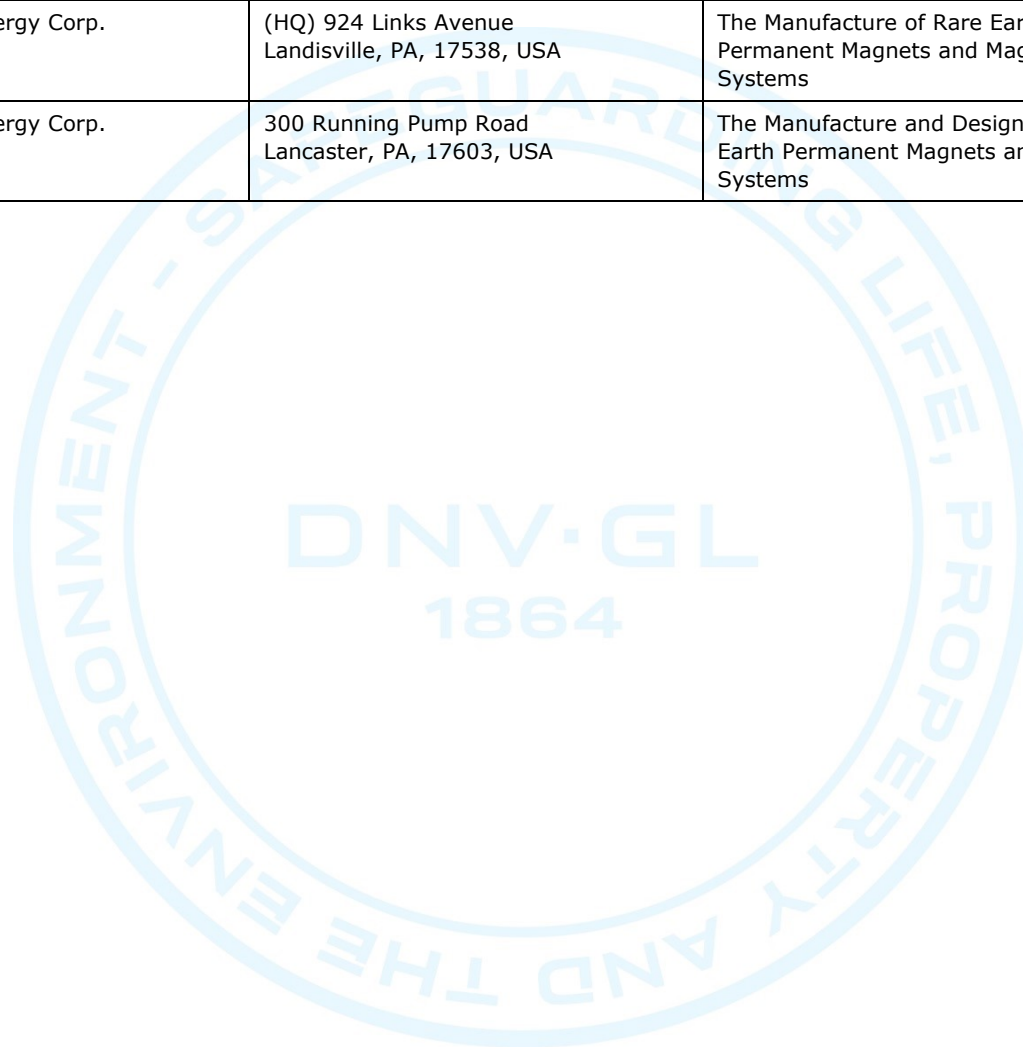 ergy Corp.
(HQ) 924 Links Avenue
Landisville, PA, 17538, USA
The Manufacture of Rare Ear
Permanent Magnets and Mag
Systems
ergy Corp.
300 Running Pump Road
Lancaster, PA, 17603, USA
The Manufacture and Design
Earth Permanent Magnets ar
Systems
SAFEGUARDING LIFE, PROPERTY AND THE ENVIRONMENT -
DNV·GL
1864